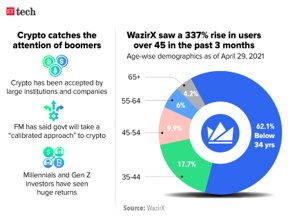 ET tech
Crypto catches the
attention of boomers
Crypto has been accepted by
large institutions and companies
FM has said govt will take a
“calibrated approach” to crypto
Millennials and Gen Z
investors have seen
huge returns
WazirX saw a 337% rise in users
over 45 in the past 3 months
Age-wise demographics as of April 29, 2021
65+
4.2%
55-64
6%
45-54
9.9%
35-44
17.7%
62.1%
Below
34 yrs
Source: WazirX